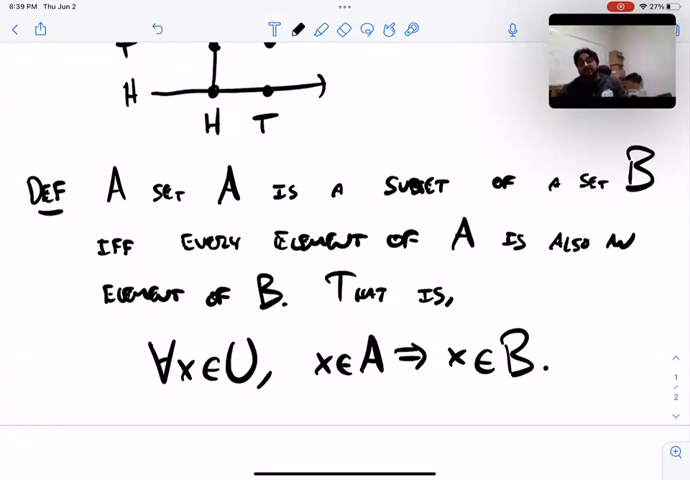 8:39 PM Thu Jun 2
27%
T
H
H T
DEF A SET A IS A SUBSET OF A SET B
IFF EVERY ELEMENT OF A IS ALSO AN
ELEMENT OF B. THAT IS,
∀x∈U, x∈A ⇒ x∈B.
1
/
2